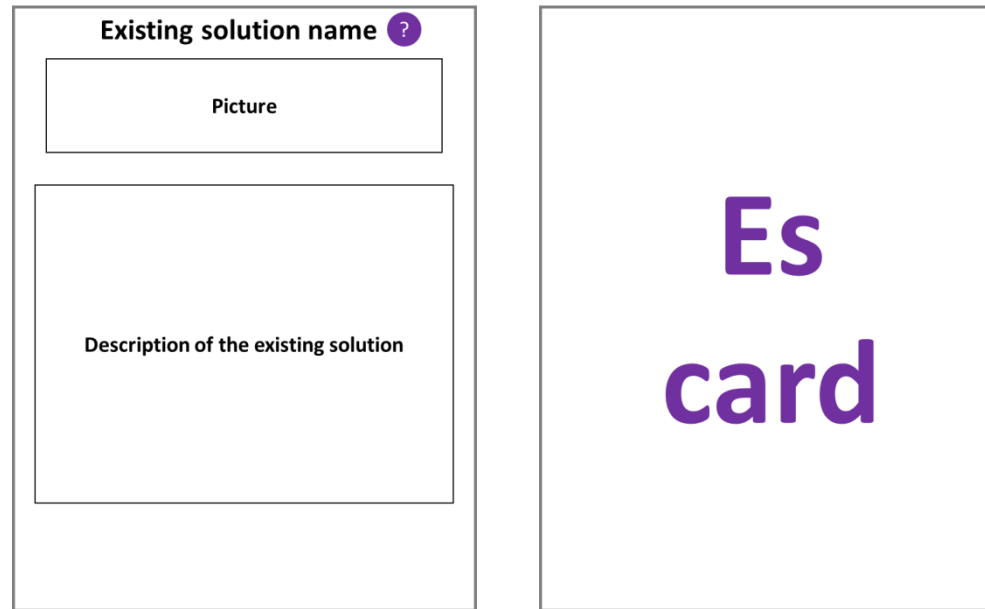 Existing solution name ?
Picture
Description of the existing solution
Es
card